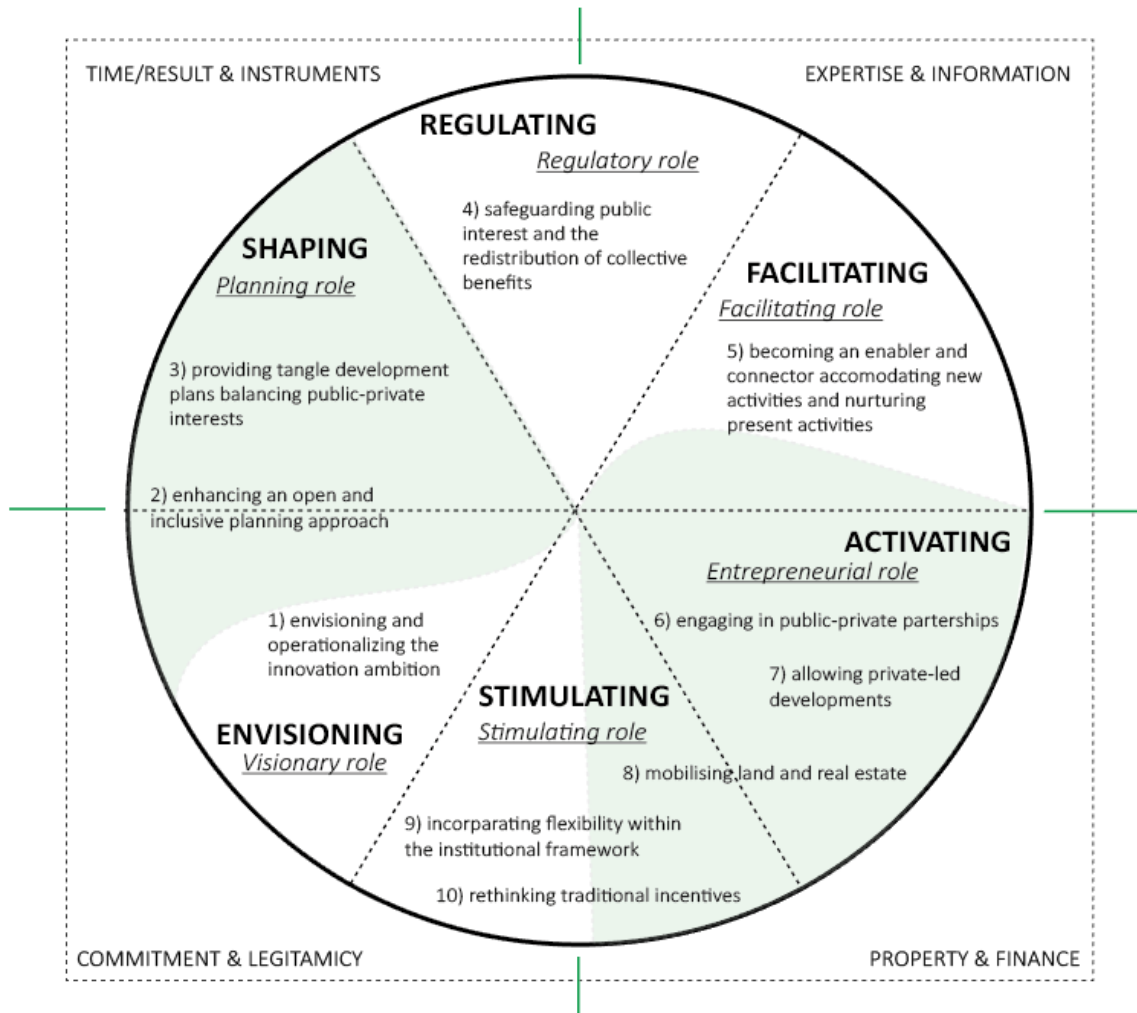 TIME/RESULT & INSTRUMENTS
EXPERTISE & INFORMATION
REGULATING
Regulatory role
4) safeguarding public
interest and the
redistribution of collective
benefits
SHAPING
Planning role
3) providing tangle development
plans balancing public-private
interests
2) enhancing an open and
inclusive planning approach
FACILITATING
Facilitating role
5) becoming an enabler and
connector accomodating new
activities and nurturing
present activities
ACTIVATING
Entrepreneurial role
6) engaging in public-private parterships
7) allowing private-led
developments
8) mobilising land and real estate
1) envisioning and
operationalizing the
innovation ambition
ENVISIONING
Visionary role
STIMULATING
Stimulating role
9) incorparating flexibility within
the institutional framework
10) rethinking traditional incentives
COMMITMENT & LEGITAMICY
PROPERTY & FINANCE